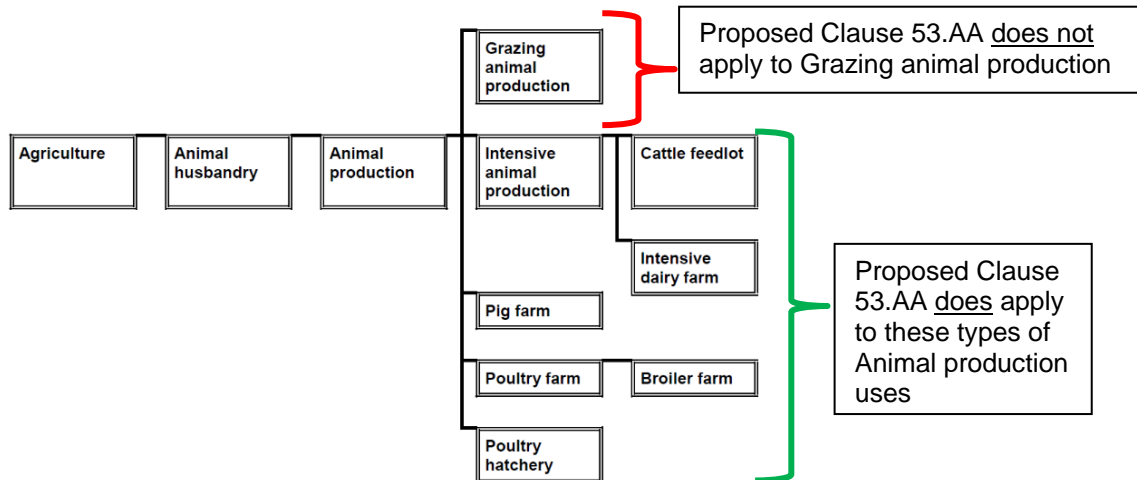 Proposed Clause 53.AA does not
apply to Grazing animal production
Grazing
animal
production
Agriculture
Animal
husbandry
Animal
production
Intensive
animal
production
Cattle feedlot
Intensive
dairy farm
Pig farm
Poultry farm
Broiler farm
Poultry
hatchery
Proposed Clause
53.AA does apply
to these types of
Animal production
uses